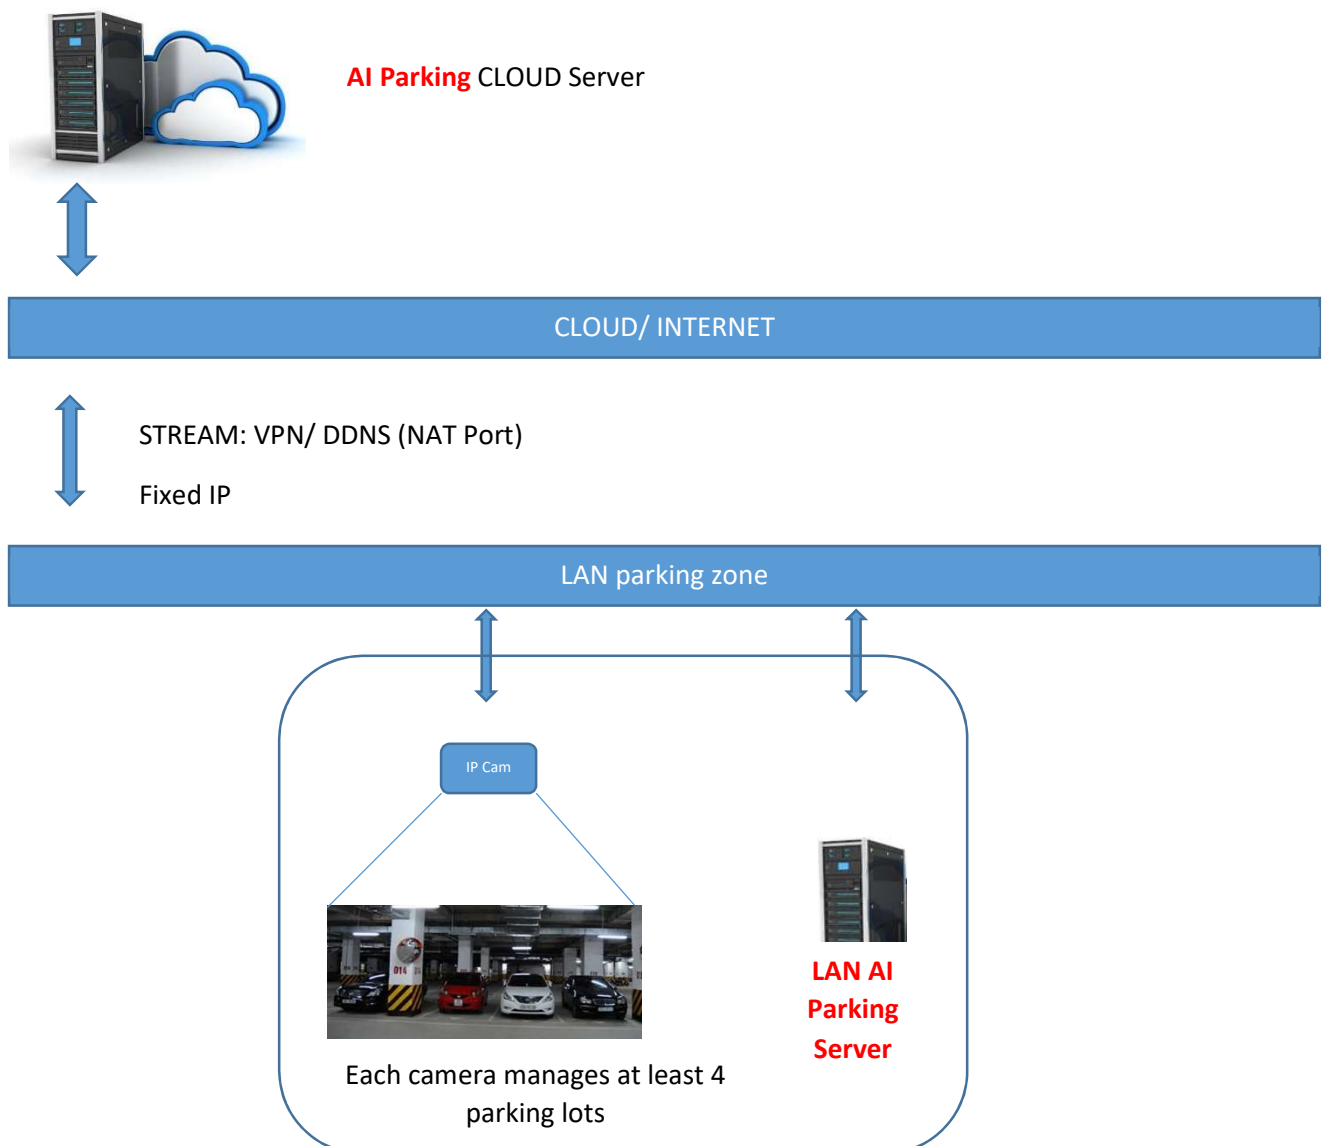 AI Parking CLOUD Server
CLOUD/ INTERNET
STREAM: VPN/ DDNS (NAT Port)
Fixed IP
LAN parking zone
IP Cam
014
LAN AI
Parking
Server
Each camera manages at least 4
parking lots